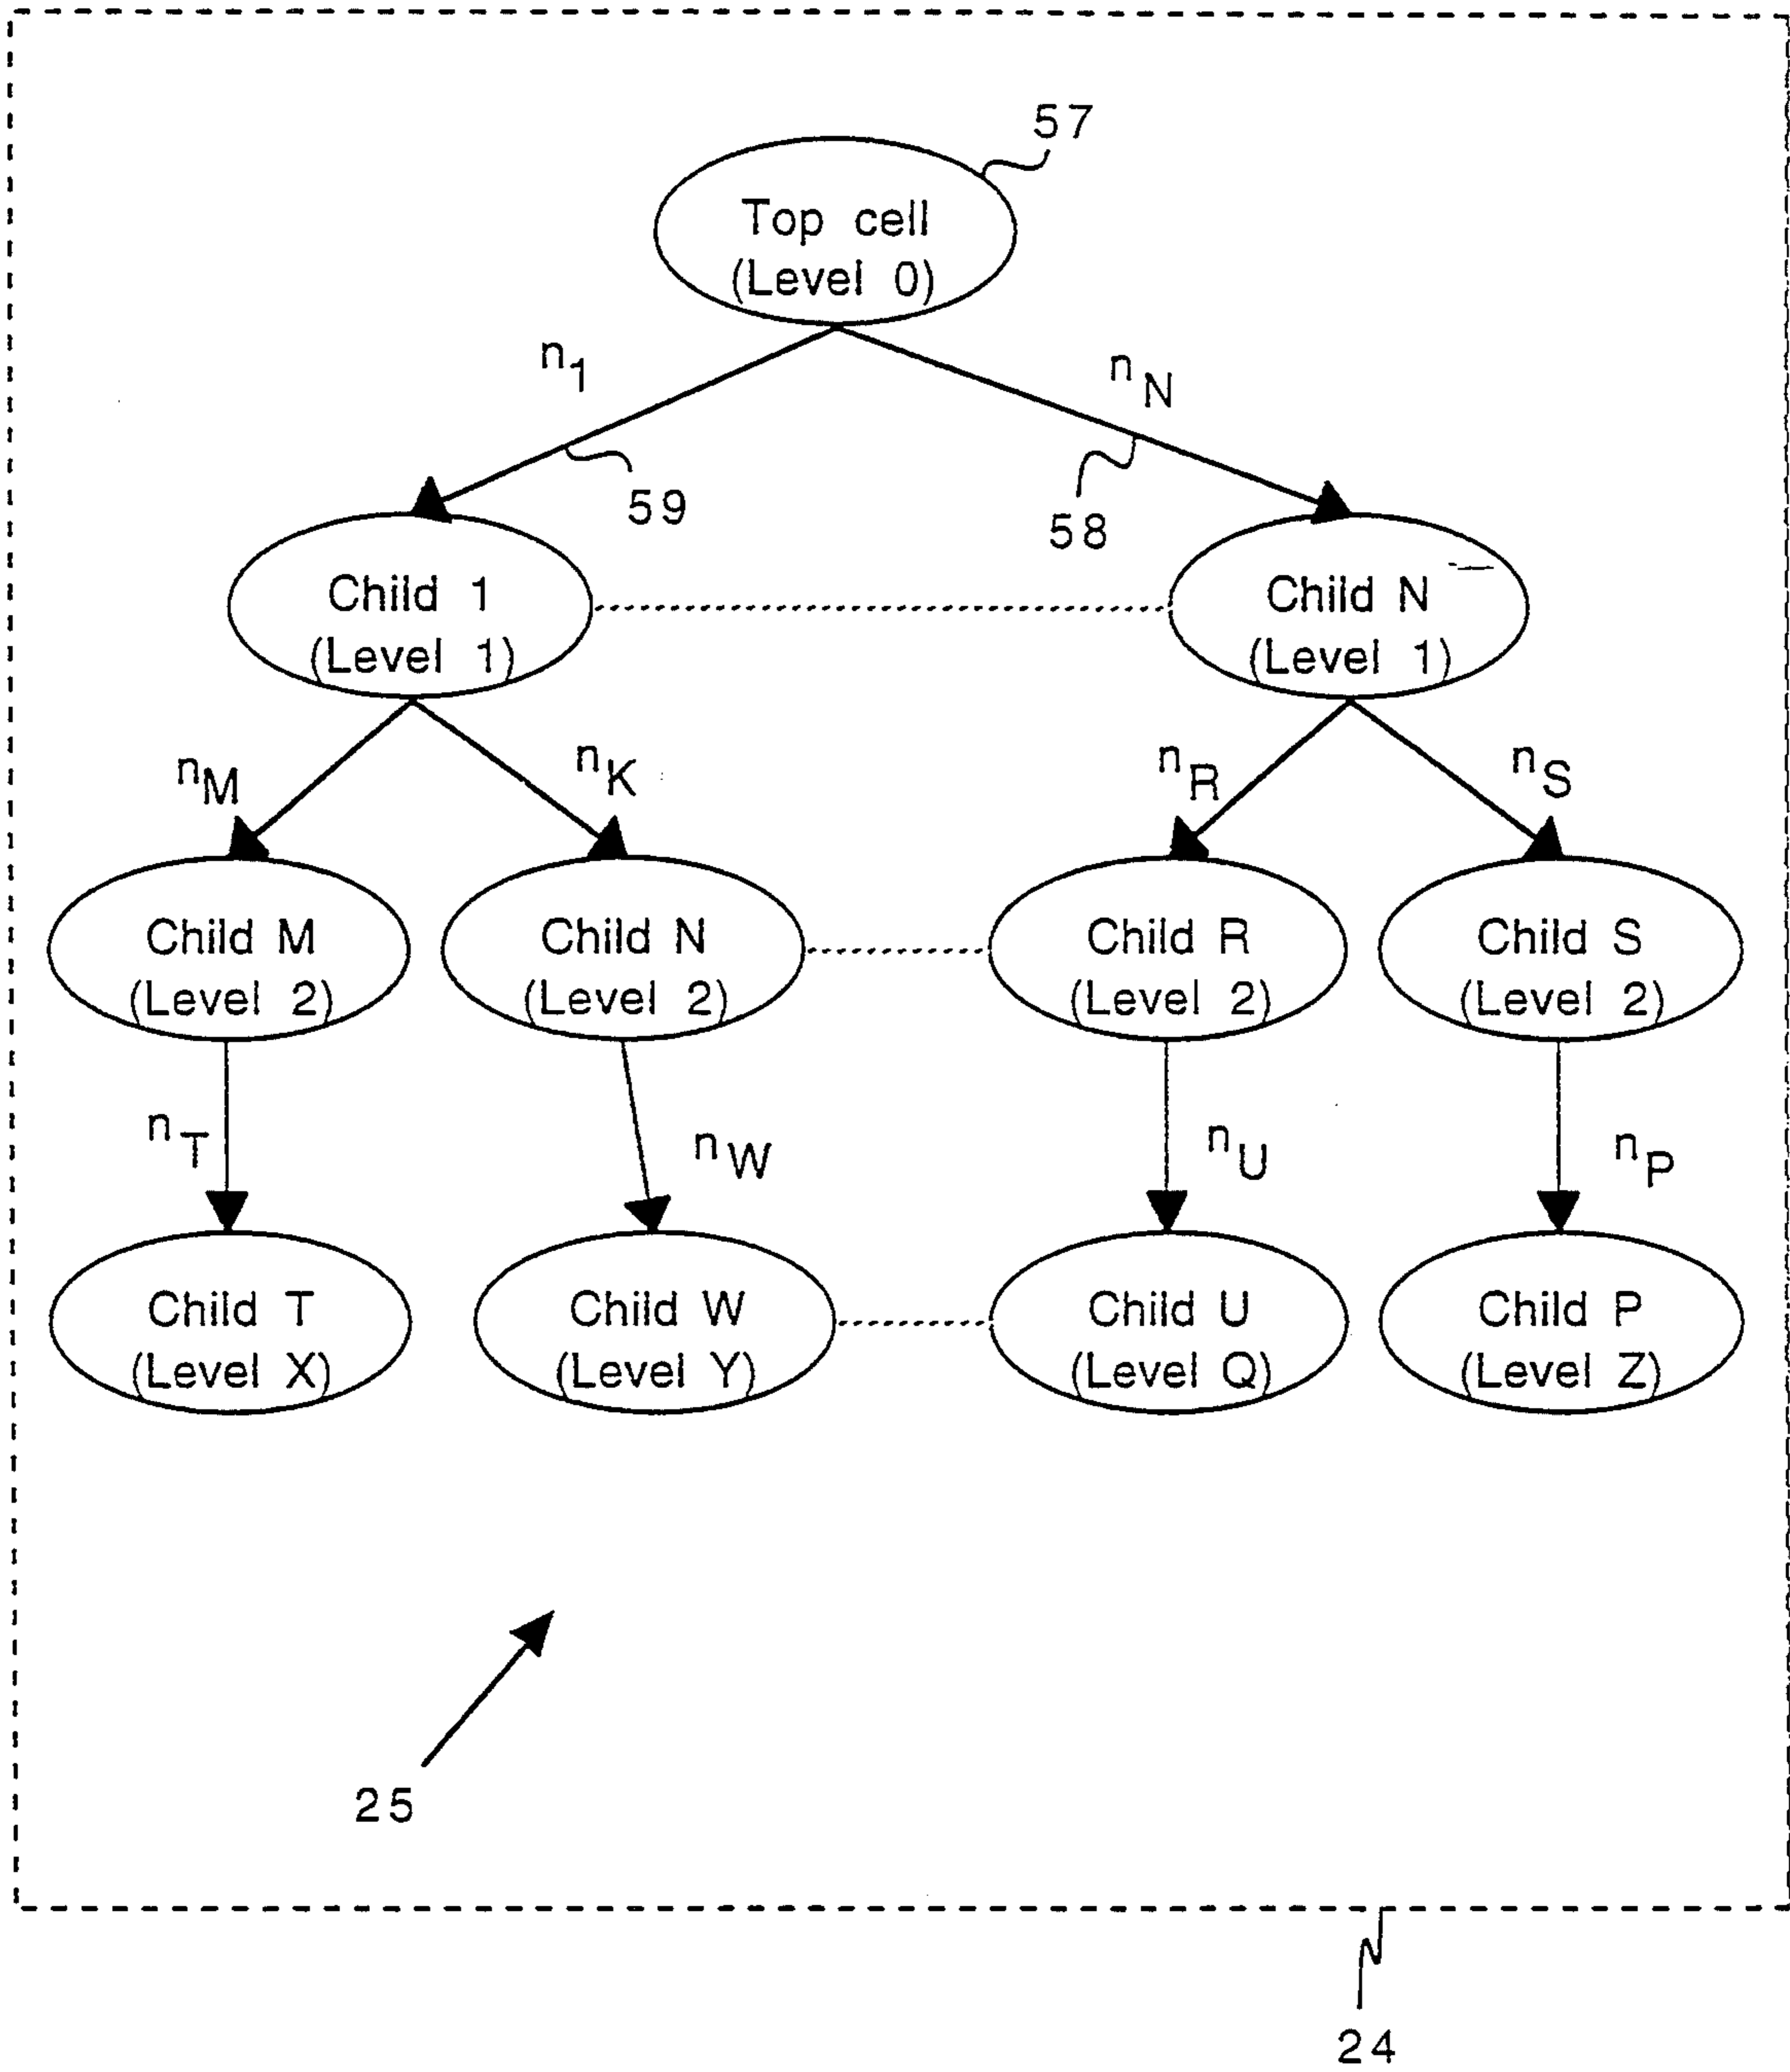 57
Top cell
(Level 0)
n1
nN
59
58
Child 1
(Level 1)
Child N
(Level 1)
nM
nK
nR
nS
Child M
(Level 2)
Child N
(Level 2)
Child R
(Level 2)
Child S
(Level 2)
nT
nW
nU
nP
Child T
(Level X)
Child W
(Level Y)
Child U
(Level Q)
Child P
(Level Z)
25
24